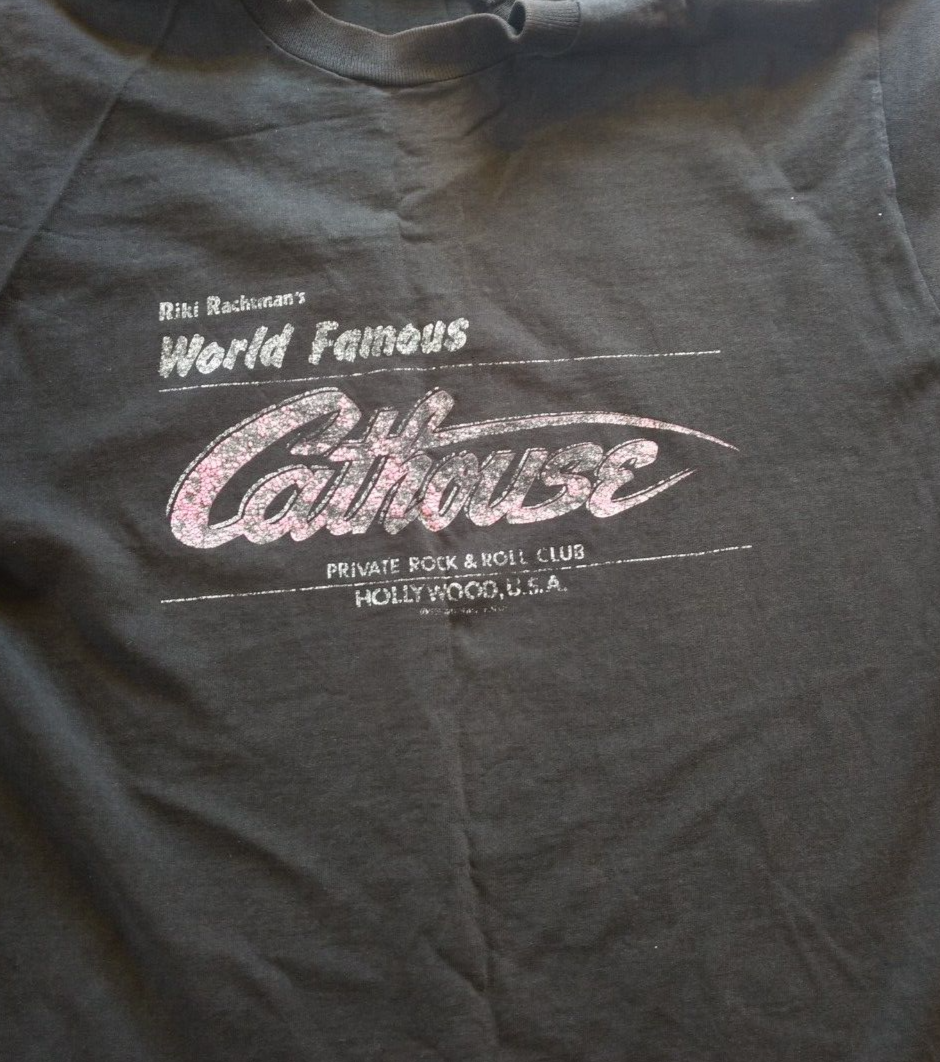 Riki Rachtman's
World Famous
Cathouse
PRIVATE ROCK & ROLL CLUB
HOLLYWOOD, U.S.A.